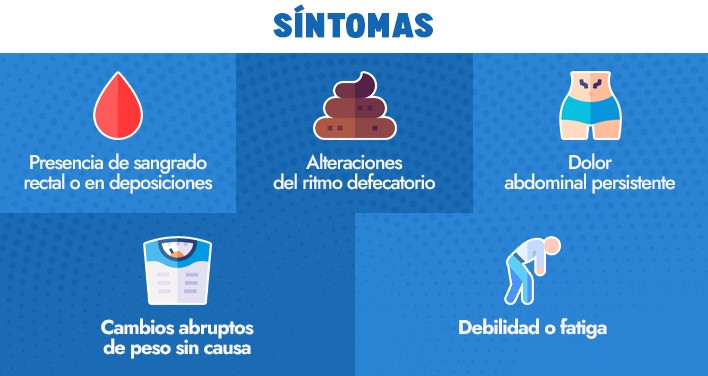 SÍNTOMAS
Presencia de sangrado
rectal o en deposiciones
Alteraciones
del ritmo defecatorio
Dolor
abdominal persistente
Cambios abruptos
de peso sin causa
Debilidad o fatiga